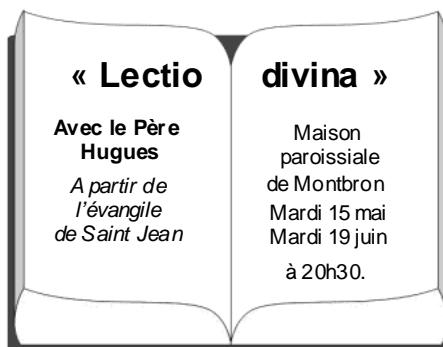 « Lectio divina »
Avec le Père
Hugues
A partir de
l'évangile
de Saint Jean
Maison
paroissiale
de Montbron
Mardi 15 mai
Mardi 19 juin
à 20h30.